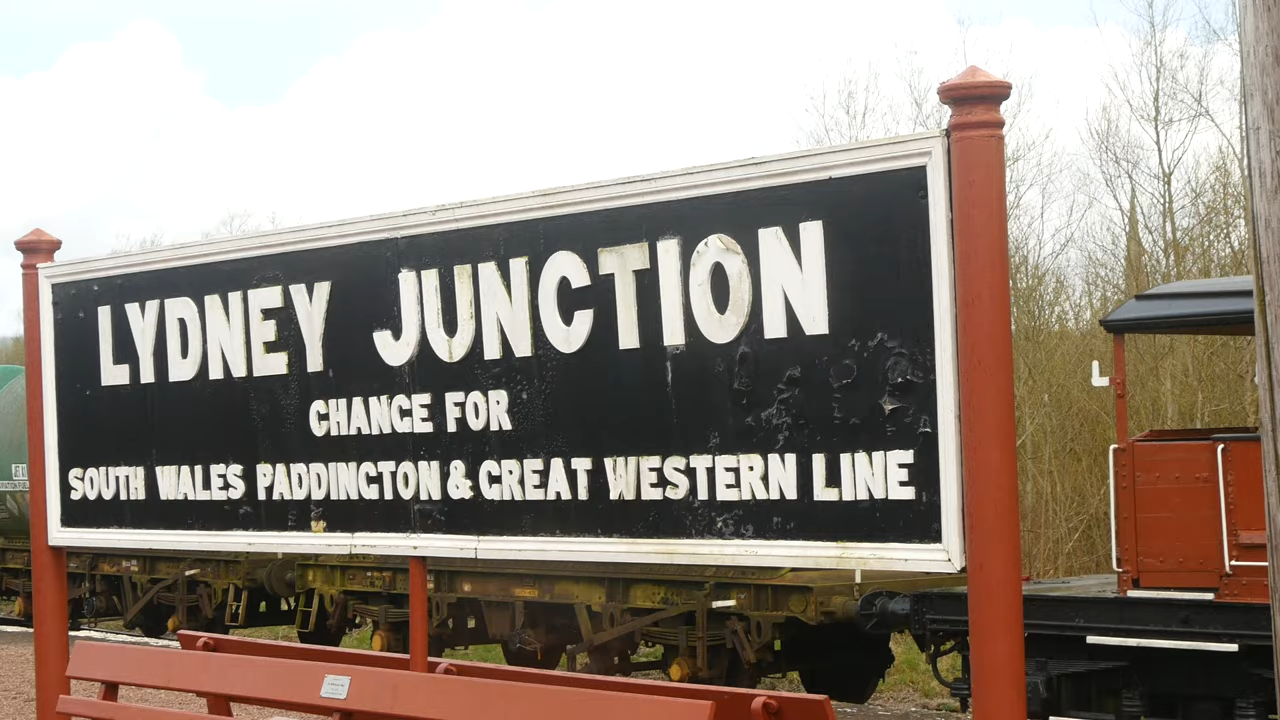 LYDNEY JUNCTION
CHANGE FOR
SOUTH WALES PADDINGTON & GREAT WESTERN LINE